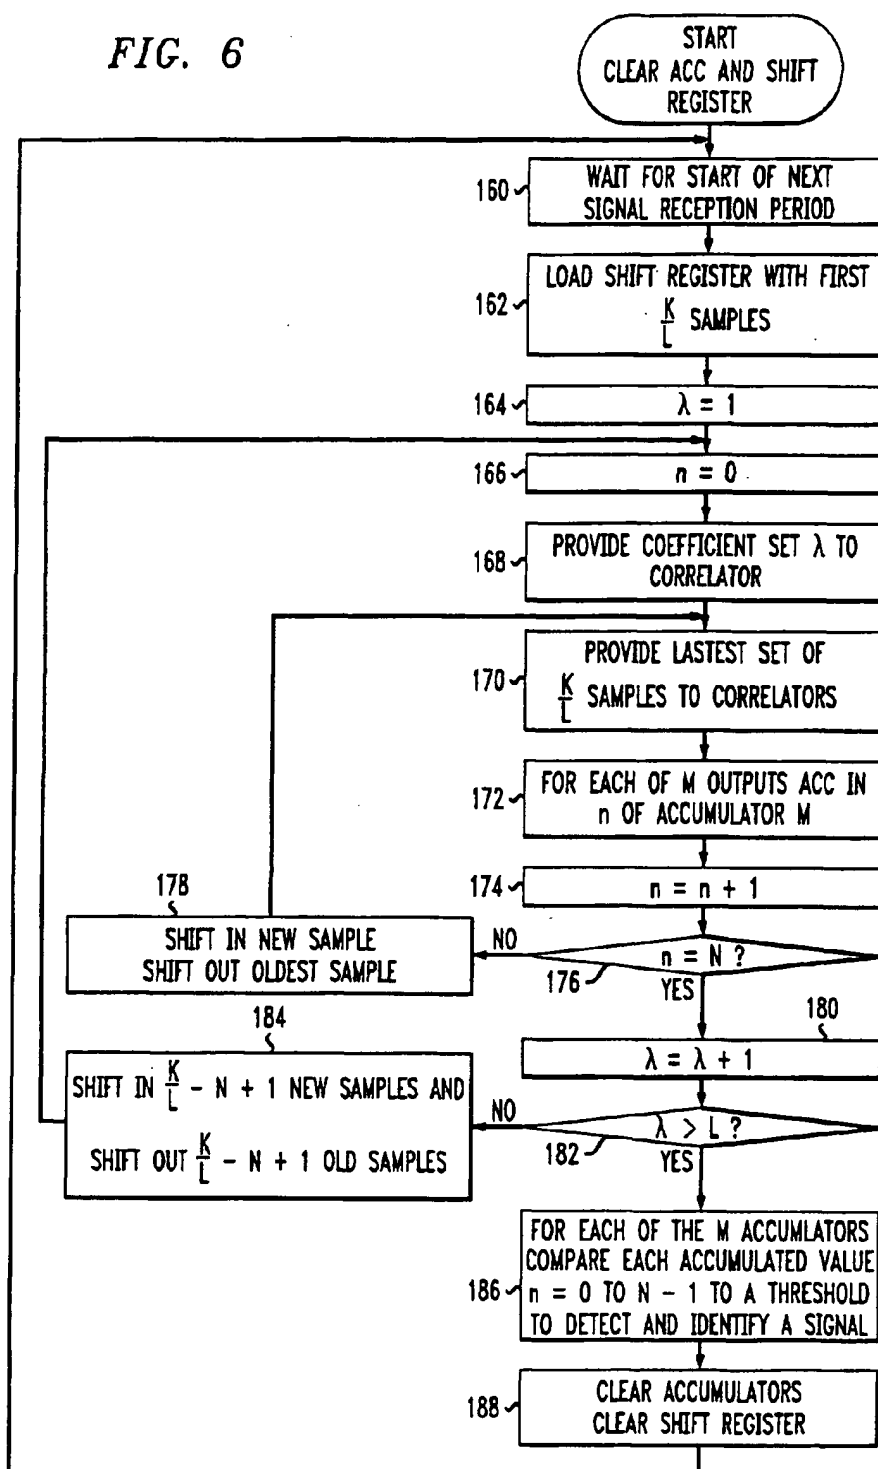 FIG. 6
START
CLEAR ACC AND SHIFT
REGISTER
160
WAIT FOR START OF NEXT
SIGNAL RECEPTION PERIOD
162
LOAD SHIFT REGISTER WITH FIRST
K/L SAMPLES
164
λ = 1
166
n = 0
168
PROVIDE COEFFICIENT SET λ TO
CORRELATOR
170
PROVIDE LASTEST SET OF
K/L SAMPLES TO CORRELATORS
172
FOR EACH OF M OUTPUTS ACC IN
n OF ACCUMULATOR M
174
n = n + 1
178
SHIFT IN NEW SAMPLE
SHIFT OUT OLDEST SAMPLE
NO
n = N ?
176
YES
180
λ = λ + 1
184
SHIFT IN K/L - N + 1 NEW SAMPLES AND
SHIFT OUT K/L - N + 1 OLD SAMPLES
NO
λ > L ?
182
YES
186
FOR EACH OF THE M ACCUMLATORS
COMPARE EACH ACCUMULATED VALUE
n = 0 TO N - 1 TO A THRESHOLD
TO DETECT AND IDENTIFY A SIGNAL
188
CLEAR ACCUMULATORS
CLEAR SHIFT REGISTER